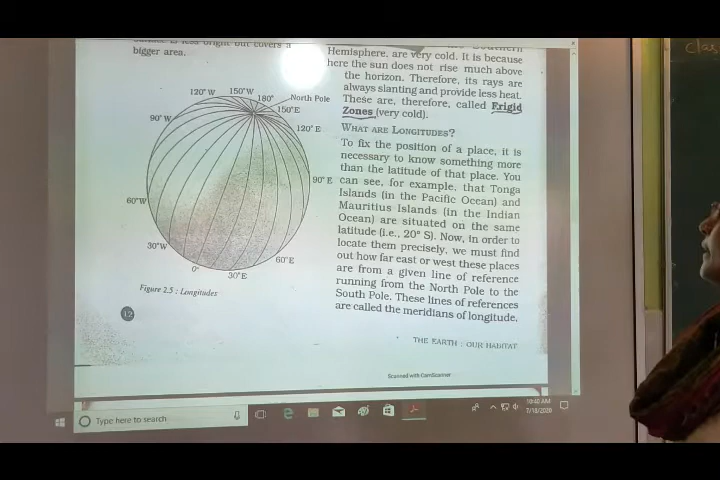 bigger area.
120° W
150° W
180°
North Pole
150° E
90° W
120° E
90° E
60° W
30° W
60° E
0°
30° E
Figure 2.5 : Longitudes
12
Hemisphere, are very cold. It is because
here the sun does not rise much above
the horizon. Therefore, its rays are
always slanting and provide less heat.
These are, therefore, called Frigid
Zones (very cold).
WHAT ARE LONGITUDES?
To fix the position of a place, it is
necessary to know something more
than the latitude of that place. You
can see, for example, that Tonga
Islands (in the Pacific Ocean) and
Mauritius Islands (in the Indian
Ocean) are situated on the same
latitude (i.e., 20° S). Now, in order to
locate them precisely, we must find
out how far east or west these places
are from a given line of reference
running from the North Pole to the
South Pole. These lines of references
are called the meridians of longitude.
THE EARTH : OUR HABITAT
Scanned with CamScanner
Type here to search
10:40 AM
7/18/2020